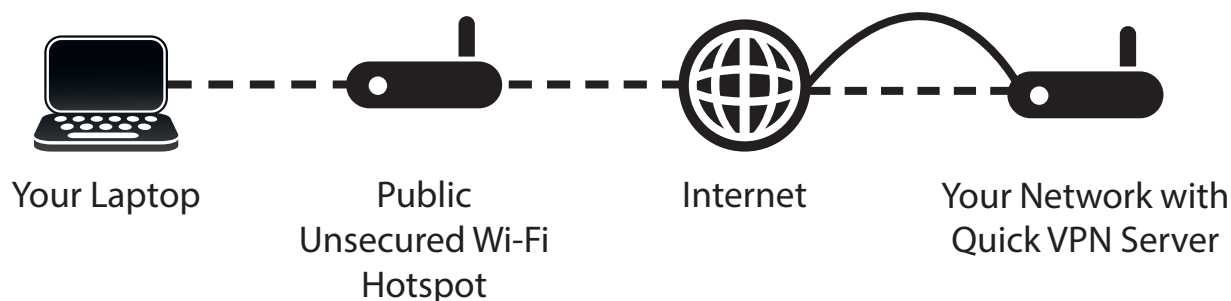 Your Laptop
Public
Unsecured Wi-Fi
Hotspot
Internet
Your Network with
Quick VPN Server